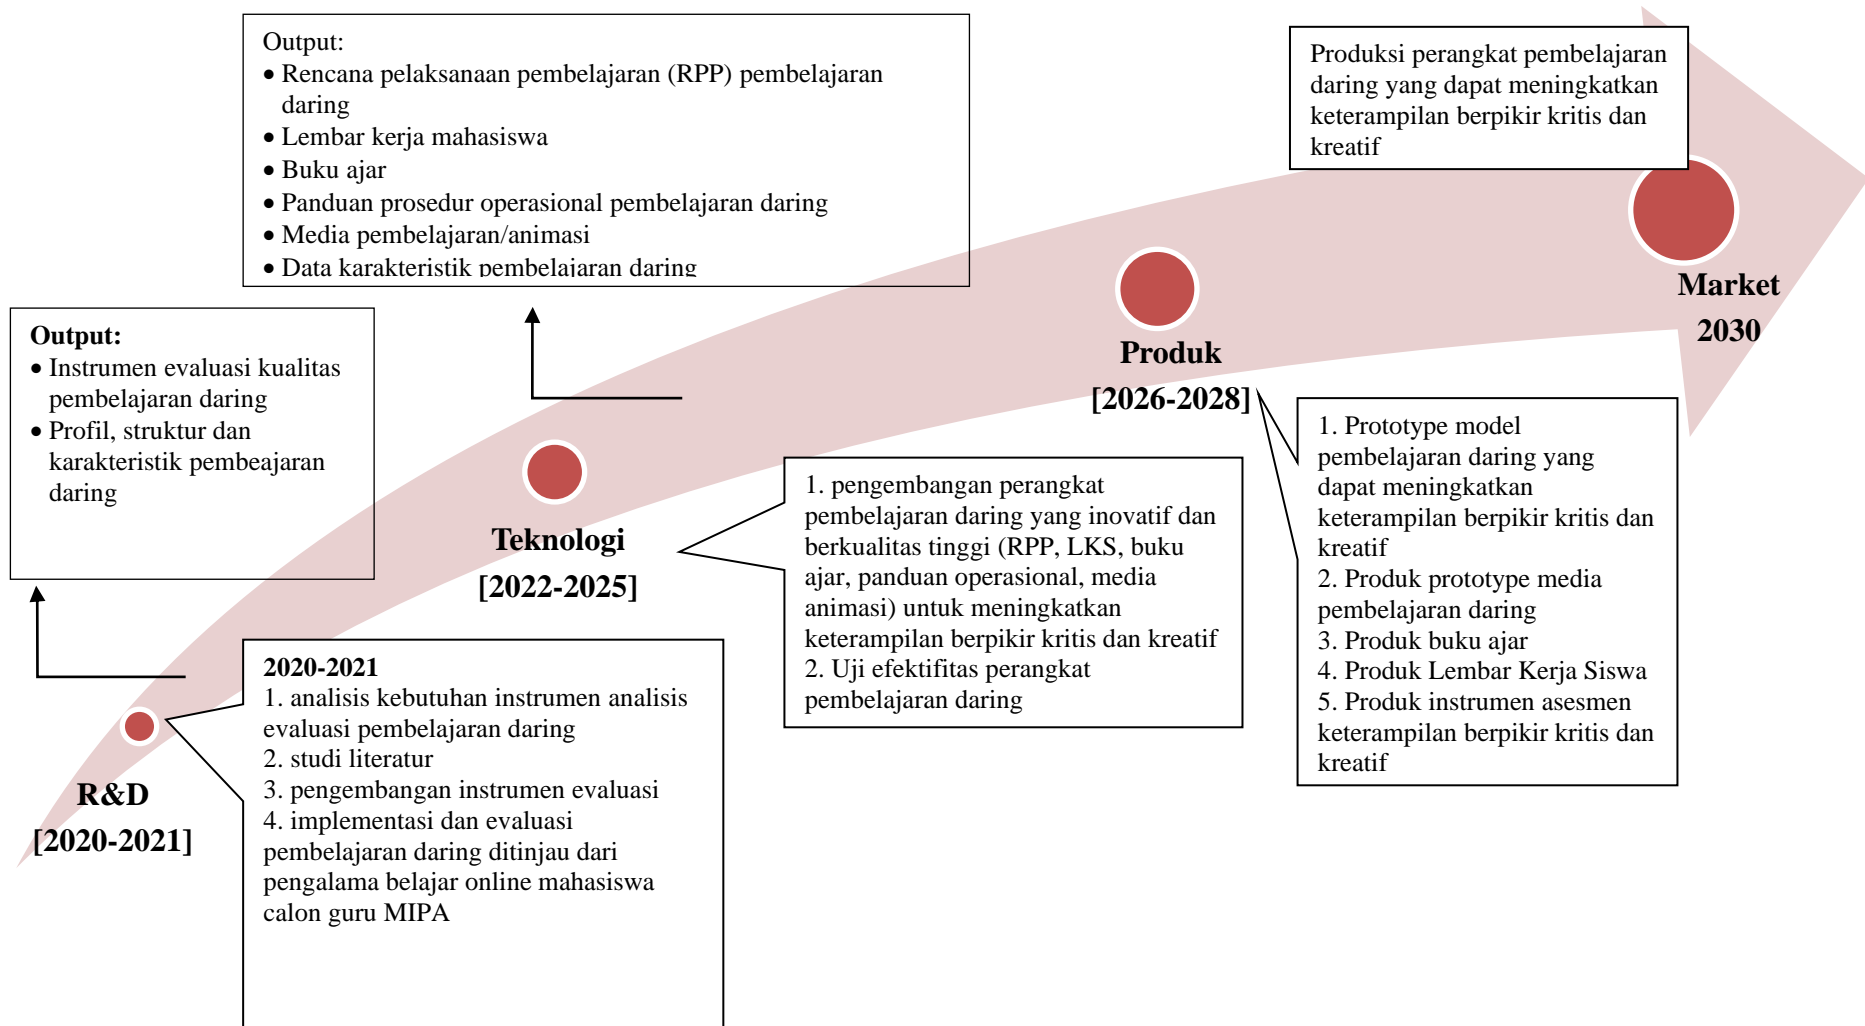 Output:
• Rencana pelaksanaan pembelajaran (RPP) pembelajaran
daring
• Lembar kerja mahasiswa
• Buku ajar
• Panduan prosedur operasional pembelajaran daring
• Media pembelajaran/animasi
• Data karakteristik pembelajaran daring
Produksi perangkat pembelajaran
daring yang dapat meningkatkan
keterampilan berpikir kritis dan
kreatif
Market
2030
Output:
• Instrumen evaluasi kualitas
pembelajaran daring
• Profil, struktur dan
karakteristik pembeajaran
daring
Produk
[2026-2028]
1. Prototype model
pembelajaran daring yang
dapat meningkatkan
keterampilan berpikir kritis dan
kreatif
2. Produk prototype media
pembelajaran daring
3. Produk buku ajar
4. Produk Lembar Kerja Siswa
5. Produk instrumen asesmen
keterampilan berpikir kritis dan
kreatif
Teknologi
[2022-2025]
1. pengembangan perangkat
pembelajaran daring yang inovatif dan
berkualitas tinggi (RPP, LKS, buku
ajar, panduan operasional, media
animasi) untuk meningkatkan
keterampilan berpikir kritis dan kreatif
2. Uji efektifitas perangkat
pembelajaran daring
R&D
[2020-2021]
2020-2021
1. analisis kebutuhan instrumen analisis
evaluasi pembelajaran daring
2. studi literatur
3. pengembangan instrumen evaluasi
4. implementasi dan evaluasi
pembelajaran daring ditinjau dari
pengalama belajar online mahasiswa
calon guru MIPA